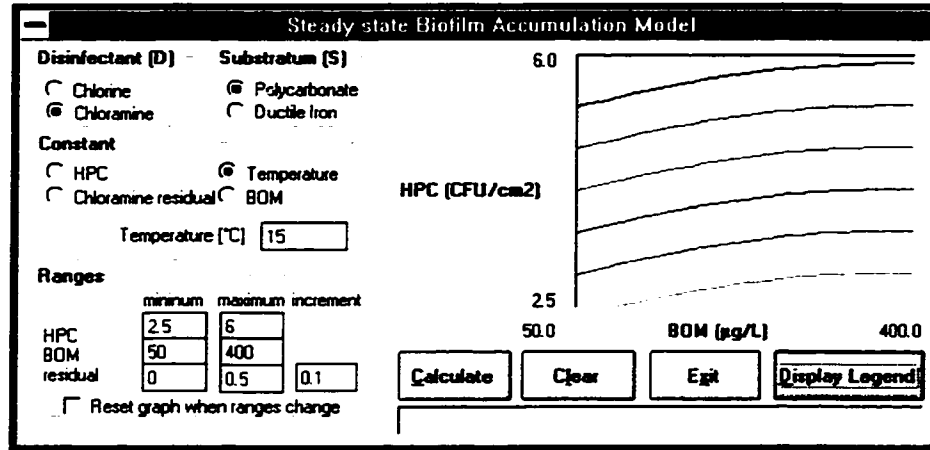 Steady state Biofilm Accumulation Model
Disinfectant (D) Substratum (S)
Chlorine Polycarbonate
Chloramine Ductile Iron
Constant
HPC Temperature
Chloramine residual BOM
Temperature [°C] 15
Ranges
mininum maximum increment
HPC 2.5 6
BOM 50 400
residual 0 0.5 0.1
Reset graph when ranges change
6.0
HPC (CFU/cm2)
2.5
50.0 BOM (µg/L) 400.0
Calculate Clear Exit Display Legend